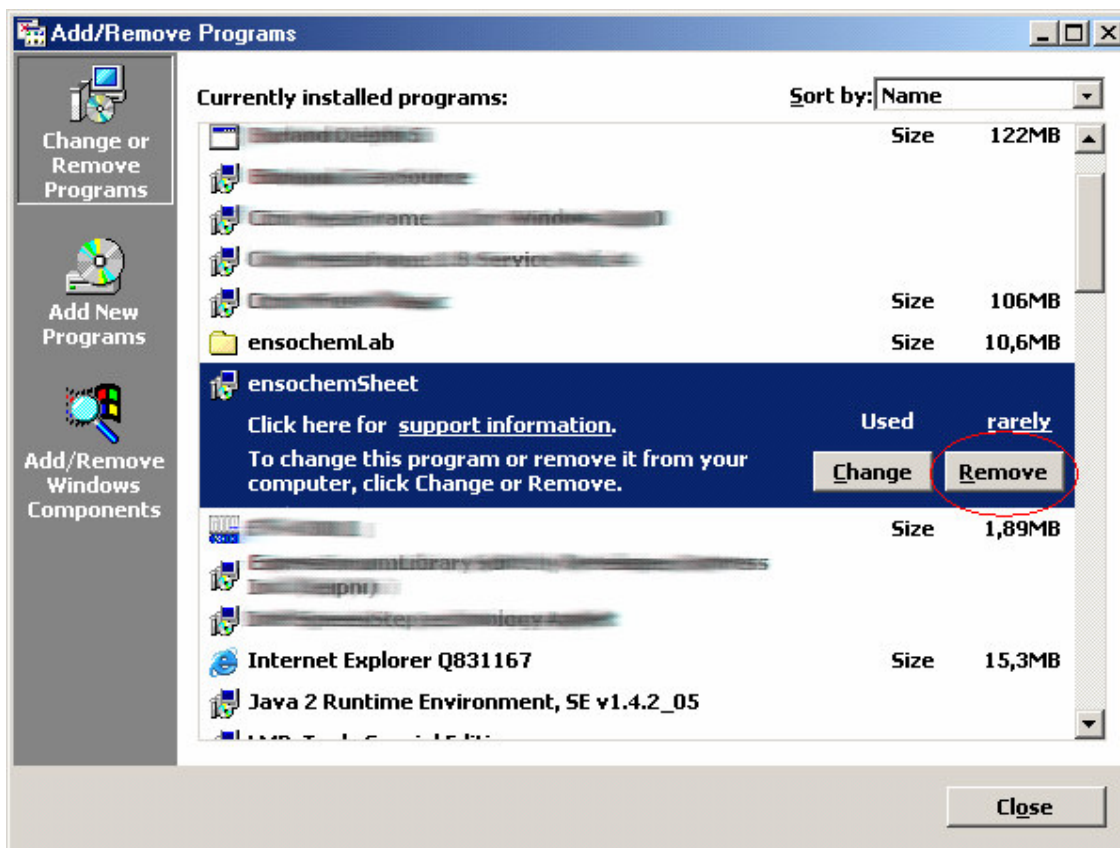 Add/Remove Programs
Change or
Remove
Programs
Add New
Programs
Add/Remove
Windows
Components
Currently installed programs:
Sort by: Name
Size 122MB
Size 106MB
ensochemLab Size 10,6MB
ensochemSheet
Click here for support information. Used rarely
To change this program or remove it from your
computer, click Change or Remove.
Change Remove
Size 1,89MB
Internet Explorer Q831167 Size 15,3MB
Java 2 Runtime Environment, SE v1.4.2_05
Close